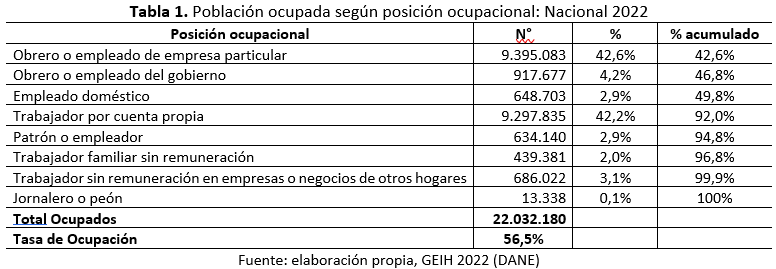 Tabla 1. Población ocupada según posición ocupacional: Nacional 2022
Posición ocupacional N° % % acumulado
Obrero o empleado de empresa particular 9.395.083 42,6% 42,6%
Obrero o empleado del gobierno 917.677 4,2% 46,8%
Empleado doméstico 648.703 2,9% 49,8%
Trabajador por cuenta propia 9.297.835 42,2% 92,0%
Patrón o empleador 634.140 2,9% 94,8%
Trabajador familiar sin remuneración 439.381 2,0% 96,8%
Trabajador sin remuneración en empresas o negocios de otros hogares 686.022 3,1% 99,9%
Jornalero o peón 13.338 0,1% 100%
Total Ocupados 22.032.180
Tasa de Ocupación 56,5%
Fuente: elaboración propia, GEIH 2022 (DANE)